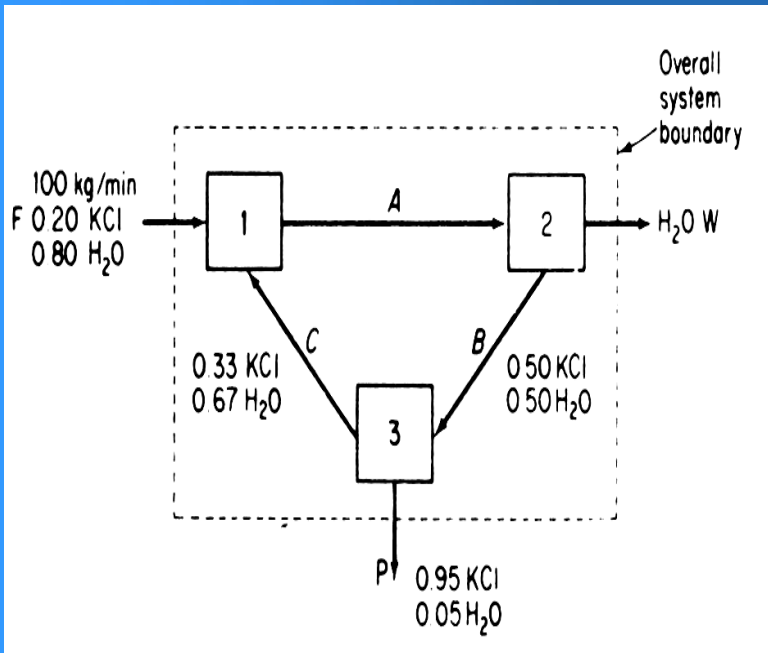 Overall
system
boundary
100 kg/min
F 0.20 KCl
0 80 H₂O
1
A
2
H₂O W
C
B
0.33 KCl
0.67 H₂O
0 50 KCl
0 50 H₂O
3
P
0.95 KCl
0.05 H₂O